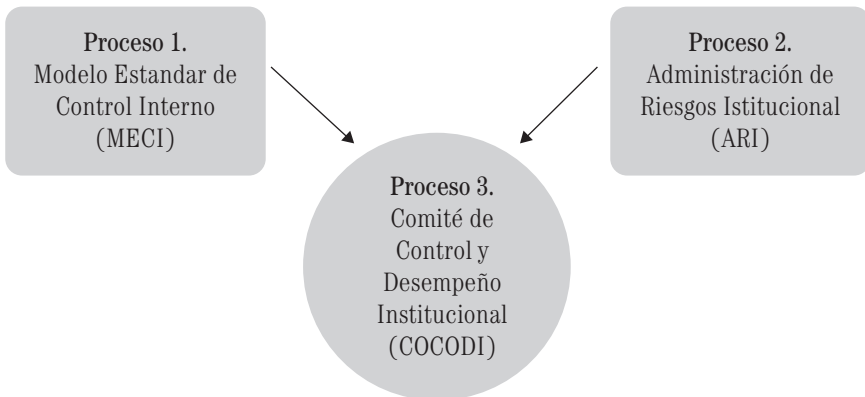 Proceso 1.
Modelo Estandar de
Control Interno
(MECI)
Proceso 2.
Administración de
Riesgos Istitucional
(ARI)
Proceso 3.
Comité de
Control y
Desempeño
Institucional
(COCODI)